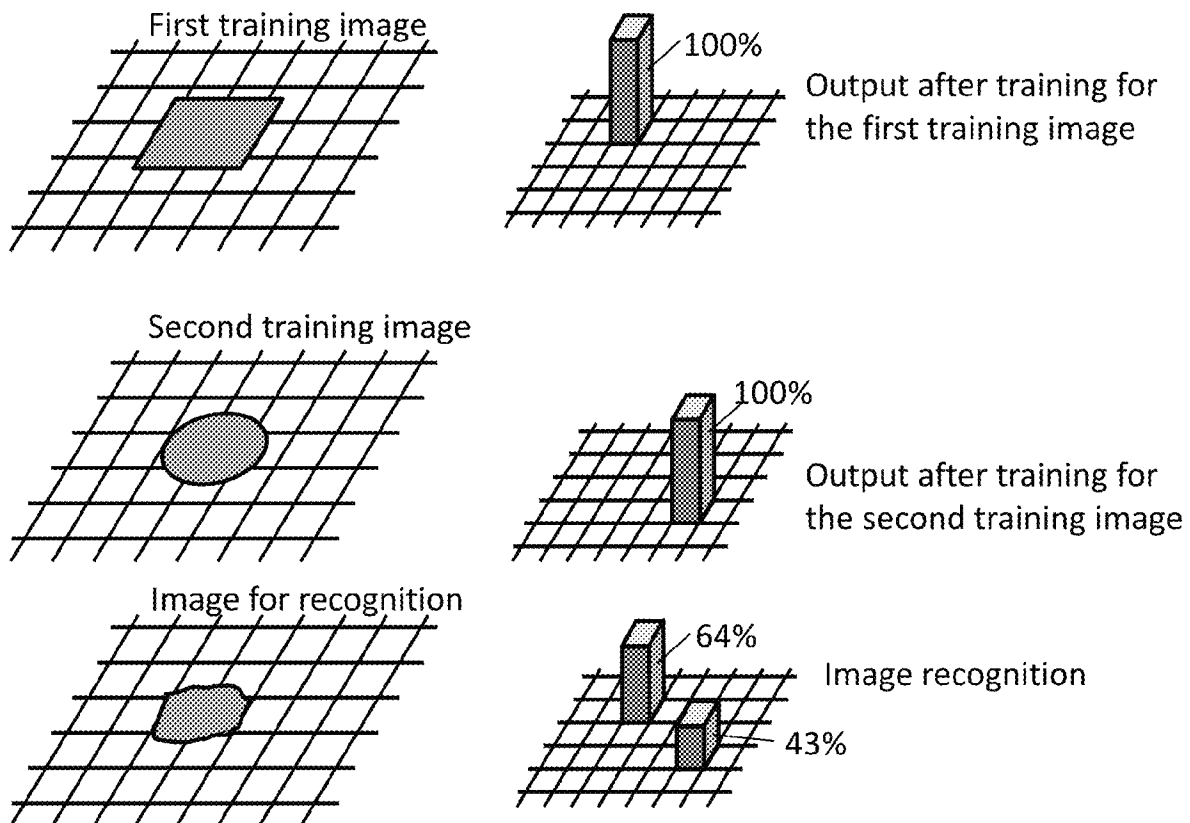 First training image
100%
Output after training for
the first training image
Second training image
100%
Output after training for
the second training image
Image for recognition
64%
Image recognition
43%